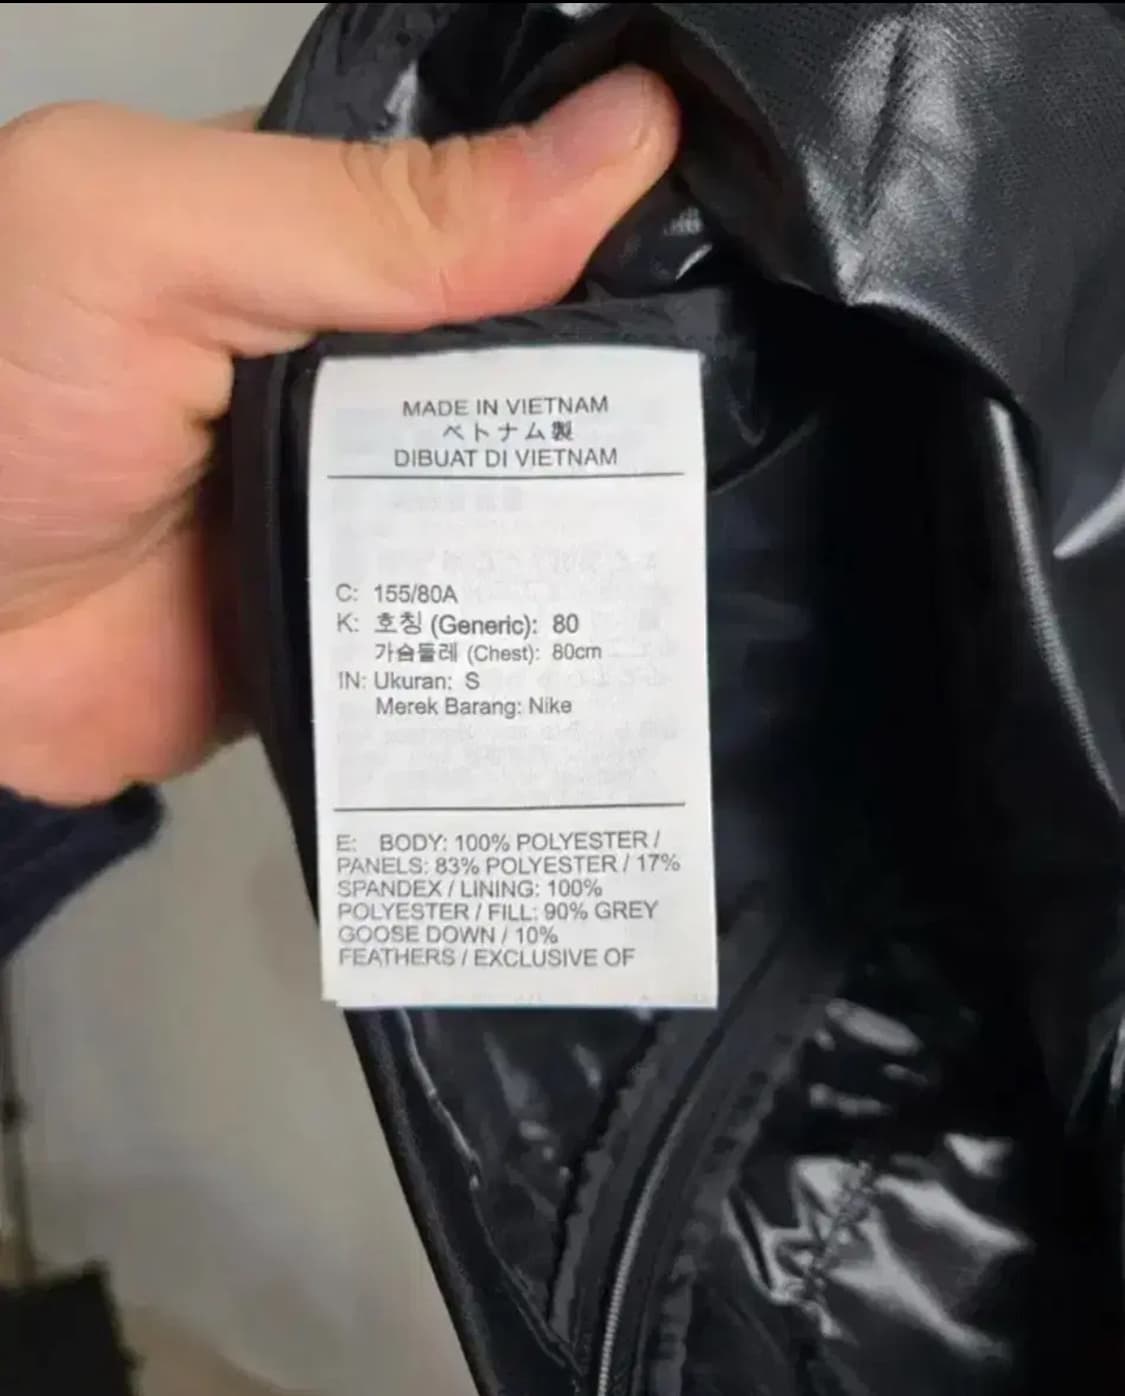 MADE IN VIETNAM
ベトナム製
DIBUAT DI VIETNAM
C: 155/80A
K: 호칭 (Generic): 80
가슴둘레 (Chest): 80cm
IN: Ukuran: S
Merek Barang: Nike
E: BODY: 100% POLYESTER /
PANELS: 83% POLYESTER / 17%
SPANDEX / LINING: 100%
POLYESTER / FILL: 90% GREY
GOOSE DOWN / 10%
FEATHERS / EXCLUSIVE OF